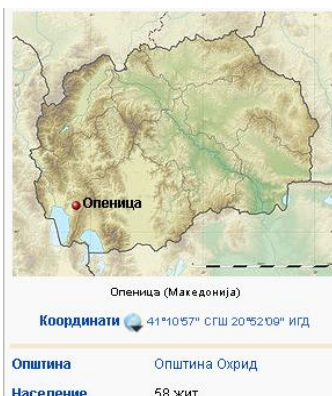 Опеница
Опеница (Македонија)
Координати 41°10′57″ СГШ 20°52′09″ ИГД
Општина Општина Охрид
Население 58 жит.